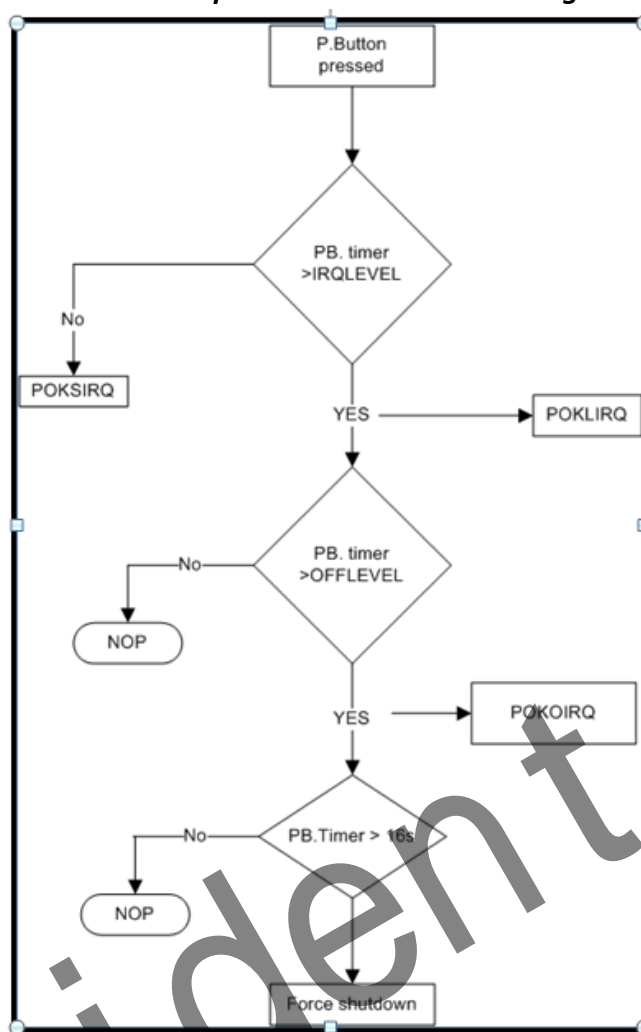 P.Button
pressed
PB. timer
>IRQLEVEL
No
POKSIRQ
YES
POKLIRQ
PB. timer
>OFFLEVEL
No
NOP
YES
POKOIRQ
PB.Timer > 16s
No
NOP
Force shutdown
ident